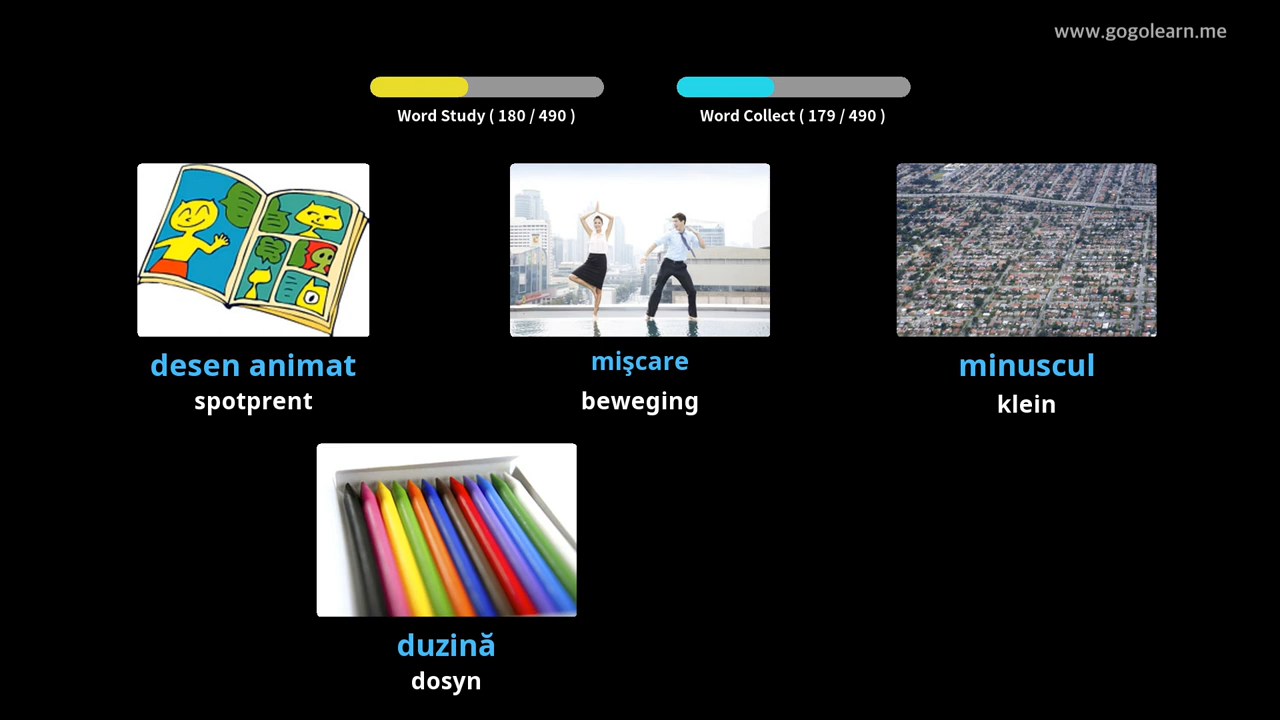 www.gogolearn.me
Word Study ( 180 / 490 )
Word Collect ( 179 / 490 )
desen animat
spotprent
mişcare
beweging
minuscul
klein
duzină
dosyn